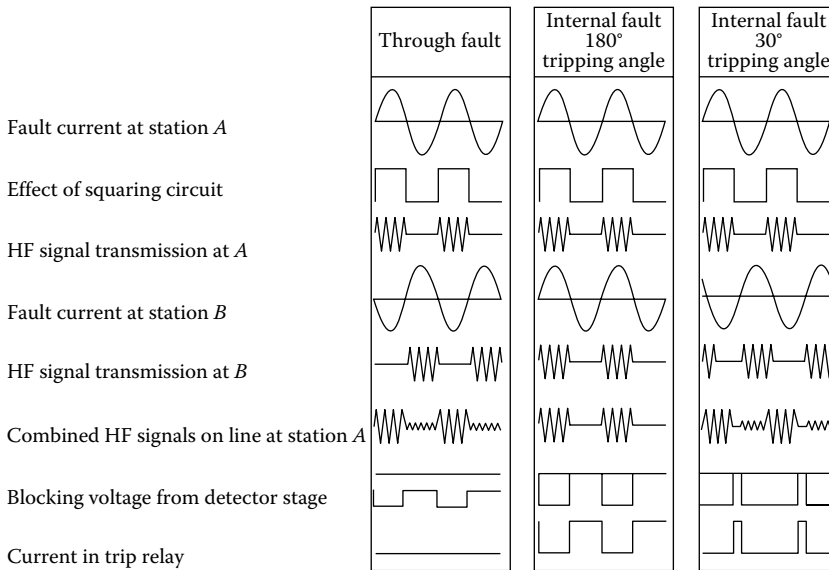 Through fault
Internal fault
180°
tripping angle
Internal fault
30°
tripping angle
Fault current at station A
Effect of squaring circuit
HF signal transmission at A
Fault current at station B
HF signal transmission at B
Combined HF signals on line at station A
Blocking voltage from detector stage
Current in trip relay